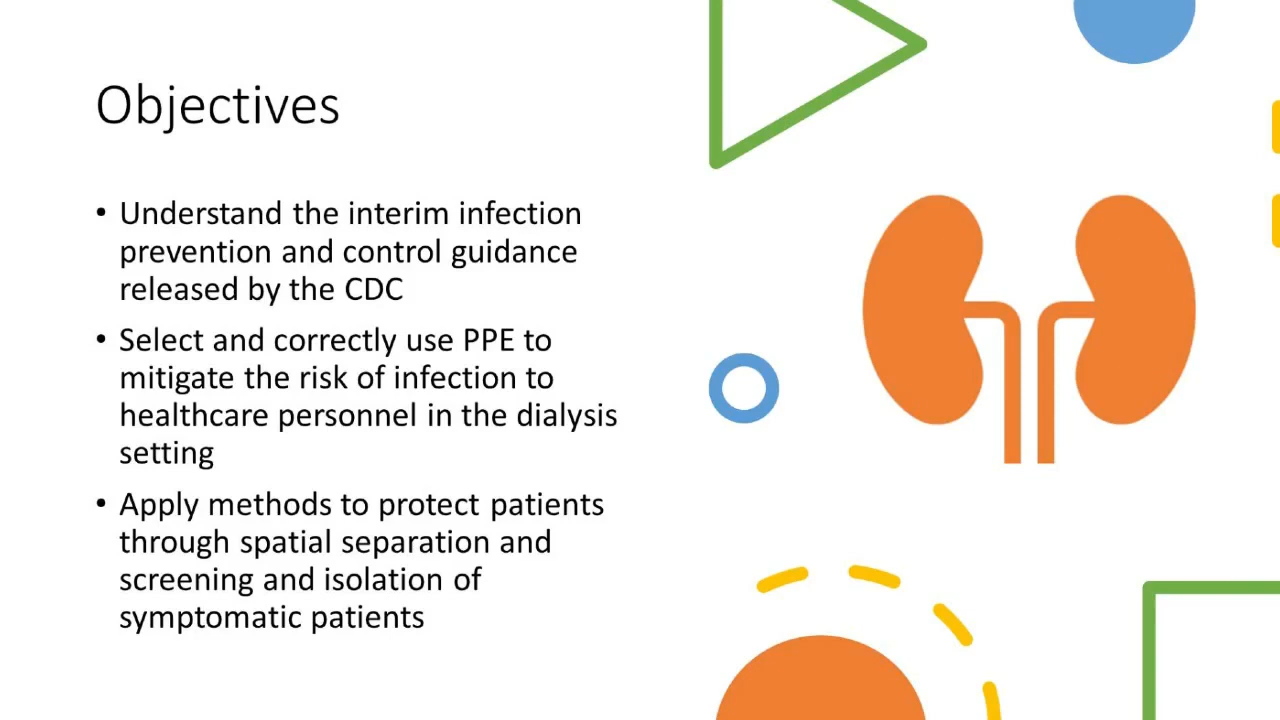 Objectives
• Understand the interim infection
prevention and control guidance
released by the CDC
• Select and correctly use PPE to
mitigate the risk of infection to
healthcare personnel in the dialysis
setting
• Apply methods to protect patients
through spatial separation and
screening and isolation of
symptomatic patients